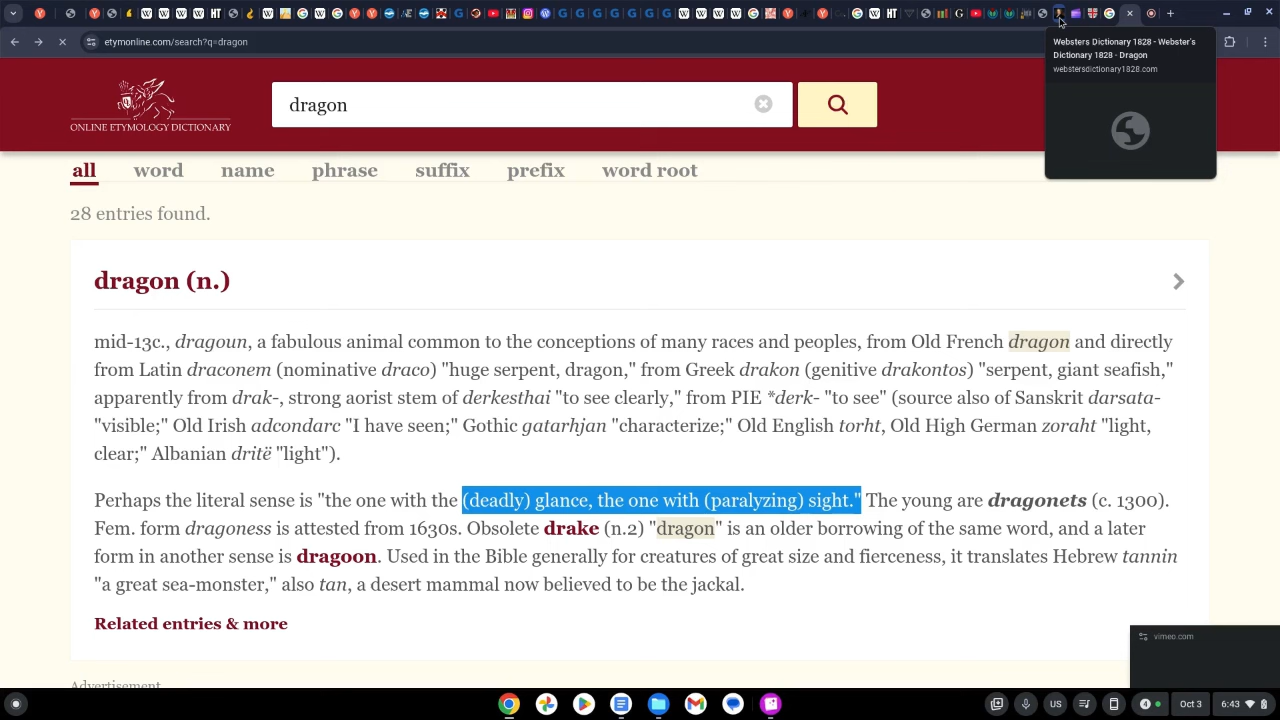 etymonline.com/search?q=dragon
Websters Dictionary 1828 - Webster's
Dictionary 1828 - Dragon
webstersdictionary1828.com
ONLINE ETYMOLOGY DICTIONARY
dragon
all word name phrase suffix prefix word root
28 entries found.
dragon (n.)
mid-13c., dragoun, a fabulous animal common to the conceptions of many races and peoples, from Old French dragon and directly
from Latin draconem (nominative draco) "huge serpent, dragon," from Greek drakon (genitive drakontos) "serpent, giant seafish,"
apparently from drak-, strong aorist stem of derkesthai "to see clearly," from PIE *derk- "to see" (source also of Sanskrit darsata-
"visible;" Old Irish adcondarc "I have seen;" Gothic gatarhjan "characterize;" Old English torht, Old High German zoraht "light,
clear;" Albanian dritë "light").
Perhaps the literal sense is "the one with the (deadly) glance, the one with (paralyzing) sight." The young are dragonets (c. 1300).
Fem. form dragoness is attested from 1630s. Obsolete drake (n.2) "dragon" is an older borrowing of the same word, and a later
form in another sense is dragoon. Used in the Bible generally for creatures of great size and fierceness, it translates Hebrew tannin
"a great sea-monster," also tan, a desert mammal now believed to be the jackal.
Related entries & more
vimeo.com
Advertisement
US 4 Oct 3 6:43